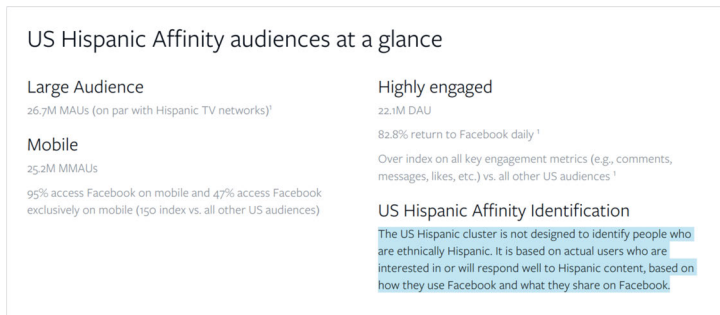 US Hispanic Affinity audiences at a glance
Large Audience
26.7M MAUs (on par with Hispanic TV networks)¹
Mobile
25.2M MMAUs
95% access Facebook on mobile and 47% access Facebook
exclusively on mobile (150 index vs. all other US audiences)
Highly engaged
22.1M DAU
82.8% return to Facebook daily ¹
Over index on all key engagement metrics (e.g., comments,
messages, likes, etc.) vs. all other US audiences ¹
US Hispanic Affinity Identification
The US Hispanic cluster is not designed to identify people who
are ethnically Hispanic. It is based on actual users who are
interested in or will respond well to Hispanic content, based on
how they use Facebook and what they share on Facebook.